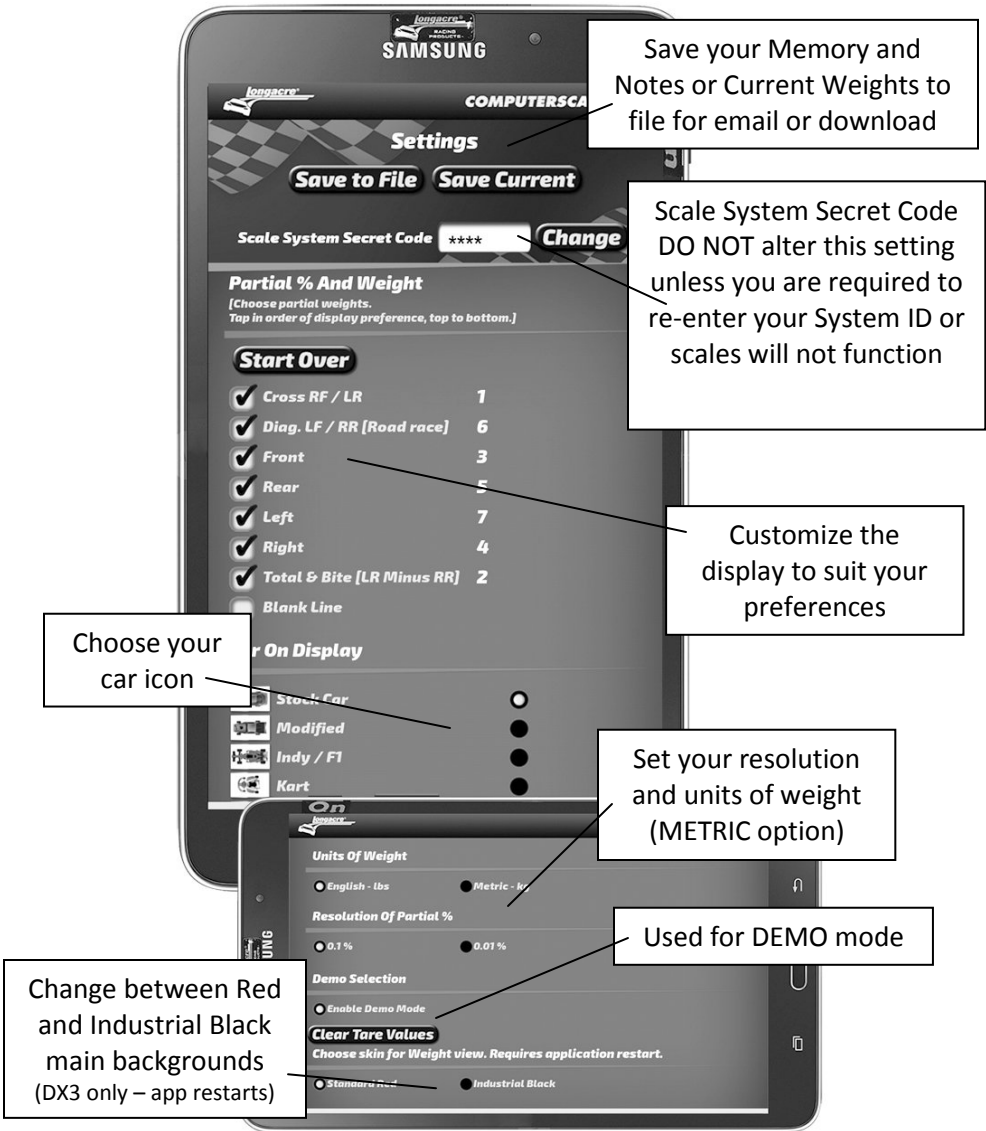 longacre®
RACING
PRODUCTS™
SAMSUNG
longacre®
COMPUTERSCA
Settings
Save to File Save Current
Scale System Secret Code **** Change
Partial % And Weight
[Choose partial weights.
Tap in order of display preference, top to bottom.]
Start Over
Cross RF / LR 1
Diag. LF / RR [Road race] 6
Front 3
Rear 5
Left 7
Right 4
Total & Bite [LR Minus RR] 2
Blank Line
r On Display
Stock Car
Modified
Indy / F1
Kart
On
longacre®
Units Of Weight
English - lbs Metric - kg
Resolution Of Partial %
0.1 % 0.01 %
Demo Selection
Enable Demo Mode
Clear Tare Values
Choose skin for Weight view. Requires application restart.
Standard Red Industrial Black
UNG
Save your Memory and
Notes or Current Weights to
file for email or download
Scale System Secret Code
DO NOT alter this setting
unless you are required to
re-enter your System ID or
scales will not function
Customize the
display to suit your
preferences
Choose your
car icon
Set your resolution
and units of weight
(METRIC option)
Used for DEMO mode
Change between Red
and Industrial Black
main backgrounds
(DX3 only – app restarts)